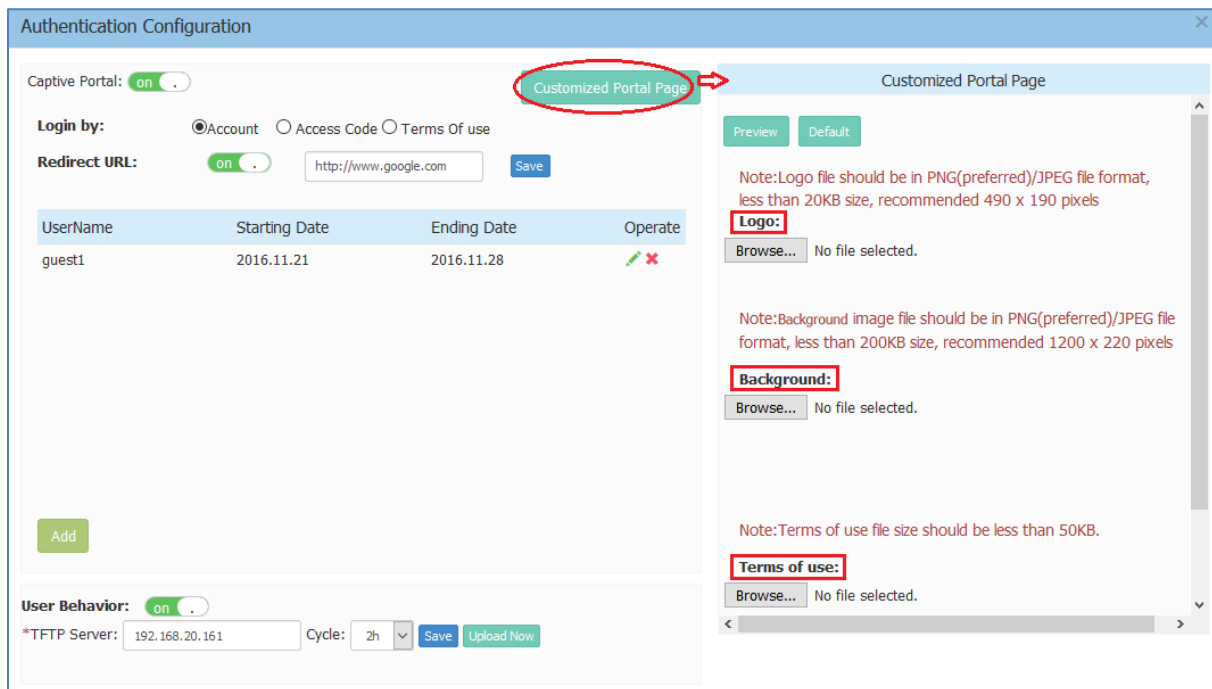 Authentication Configuration
Captive Portal: on .
Customized Portal Page
Login by: Account Access Code Terms Of use
Redirect URL: on . http://www.google.com Save
UserName Starting Date Ending Date Operate
guest1 2016.11.21 2016.11.28
Add
User Behavior: on .
*TFTP Server: 192.168.20.161 Cycle: 2h Save Upload Now
Customized Portal Page
Preview Default
Note:Logo file should be in PNG(preferred)/JPEG file format,
less than 20KB size, recommended 490 x 190 pixels
Logo:
Browse... No file selected.
Note:Background image file should be in PNG(preferred)/JPEG file
format, less than 200KB size, recommended 1200 x 220 pixels
Background:
Browse... No file selected.
Note:Terms of use file size should be less than 50KB.
Terms of use:
Browse... No file selected.